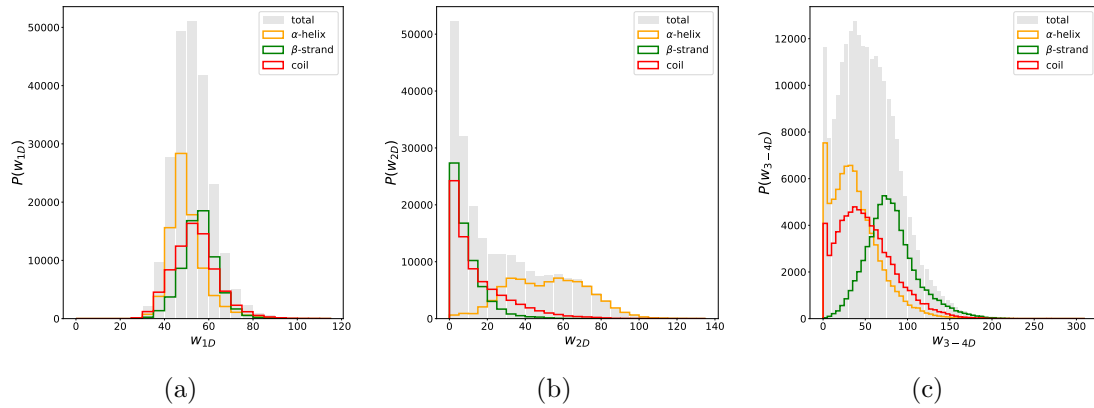 50000
40000
30000
20000
10000
0
P(w1D)
0 20 40 60 80 100 120
w1D
total
α-helix
β-strand
coil
(a)
50000
40000
30000
20000
10000
0
P(w2D)
0 20 40 60 80 100 120 140
w2D
total
α-helix
β-strand
coil
(b)
12000
10000
8000
6000
4000
2000
0
P(w3−4D)
0 50 100 150 200 250 300
w3−4D
total
α-helix
β-strand
coil
(c)